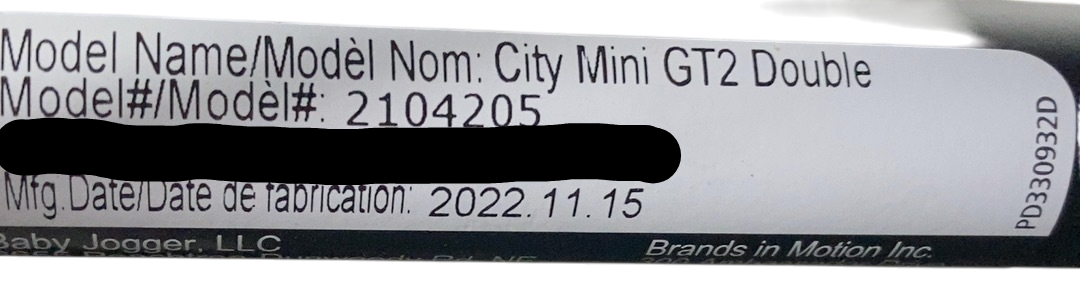 Model Name/Modèl Nom: City Mini GT2 Double
Model#/Modèl#: 2104205
Mfg.Date/Date de fabrication: 2022.11.15
PD330932D
Baby Jogger, LLC
Brands in Motion Inc.